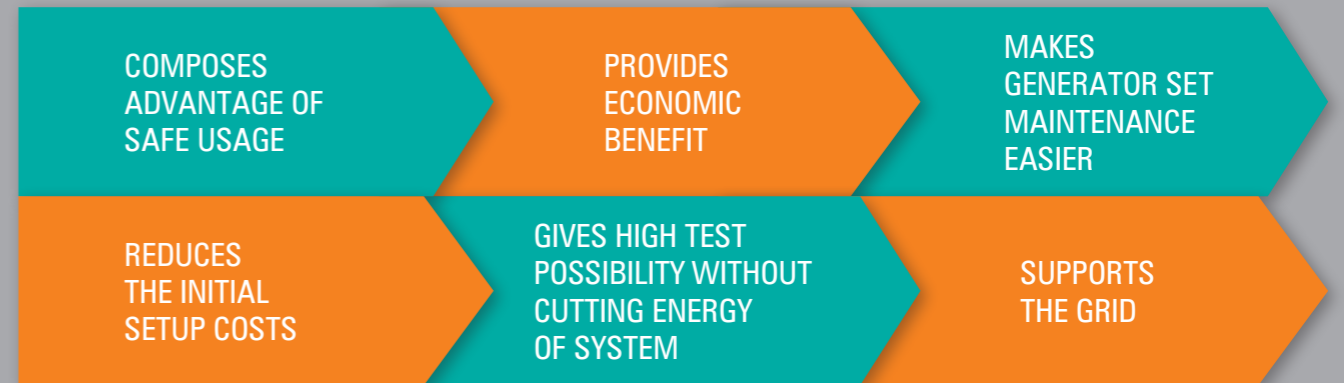 COMPOSES
ADVANTAGE OF
SAFE USAGE
PROVIDES
ECONOMIC
BENEFIT
MAKES
GENERATOR SET
MAINTENANCE
EASIER
REDUCES
THE INITIAL
SETUP COSTS
GIVES HIGH TEST
POSSIBILITY WITHOUT
CUTTING ENERGY
OF SYSTEM
SUPPORTS
THE GRID